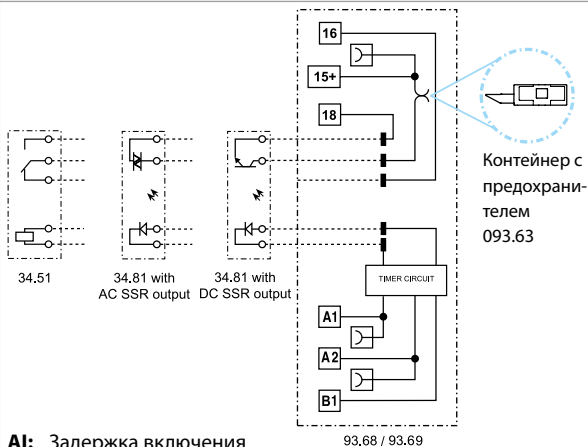 16
15+
18
Контейнер с
предохрани-
телем
093.63
34.51
34.81 with
AC SSR output
34.81 with
DC SSR output
TIMER CIRCUIT
A1
A2
B1
93.68 / 93.69
AI: Задержка включения